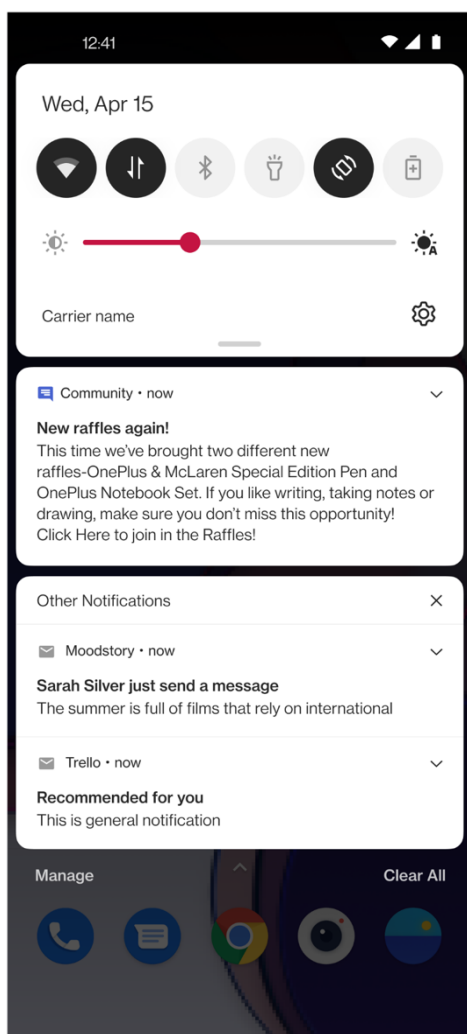 12:41
Wed, Apr 15
A
Carrier name
Community • now
New raffles again!
This time we've brought two different new
raffles-OnePlus & McLaren Special Edition Pen and
OnePlus Notebook Set. If you like writing, taking notes or
drawing, make sure you don't miss this opportunity!
Click Here to join in the Raffles!
Other Notifications
Moodstory • now
Sarah Silver just send a message
The summer is full of films that rely on international
Trello • now
Recommended for you
This is general notification
Manage Clear All